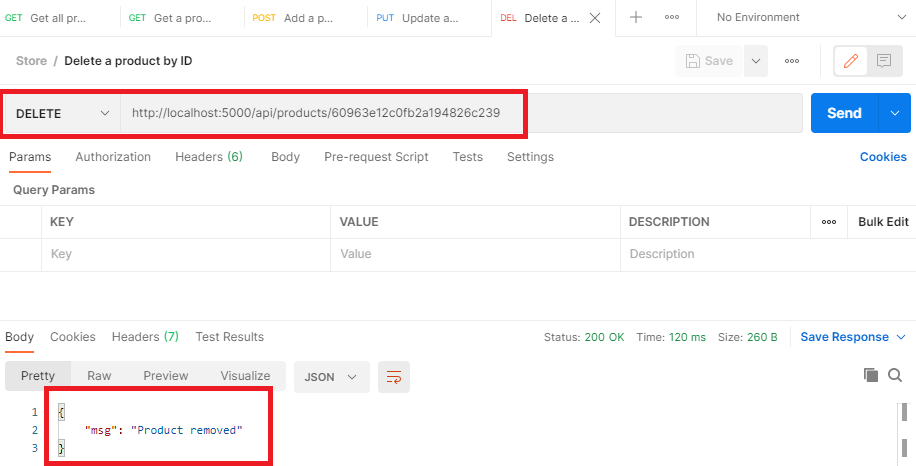 GET Get all pr... GET Get a pro... POST Add a p... PUT Update a... DEL Delete a ... No Environment
Store / Delete a product by ID Save
DELETE http://localhost:5000/api/products/60963e12c0fb2a194826c239 Send
Params Authorization Headers (6) Body Pre-request Script Tests Settings Cookies
Query Params
KEY VALUE DESCRIPTION Bulk Edit
Key Value Description
Body Cookies Headers (7) Test Results Status: 200 OK Time: 120 ms Size: 260 B Save Response
Pretty Raw Preview Visualize JSON
1 {
2 "msg": "Product removed"
3 }